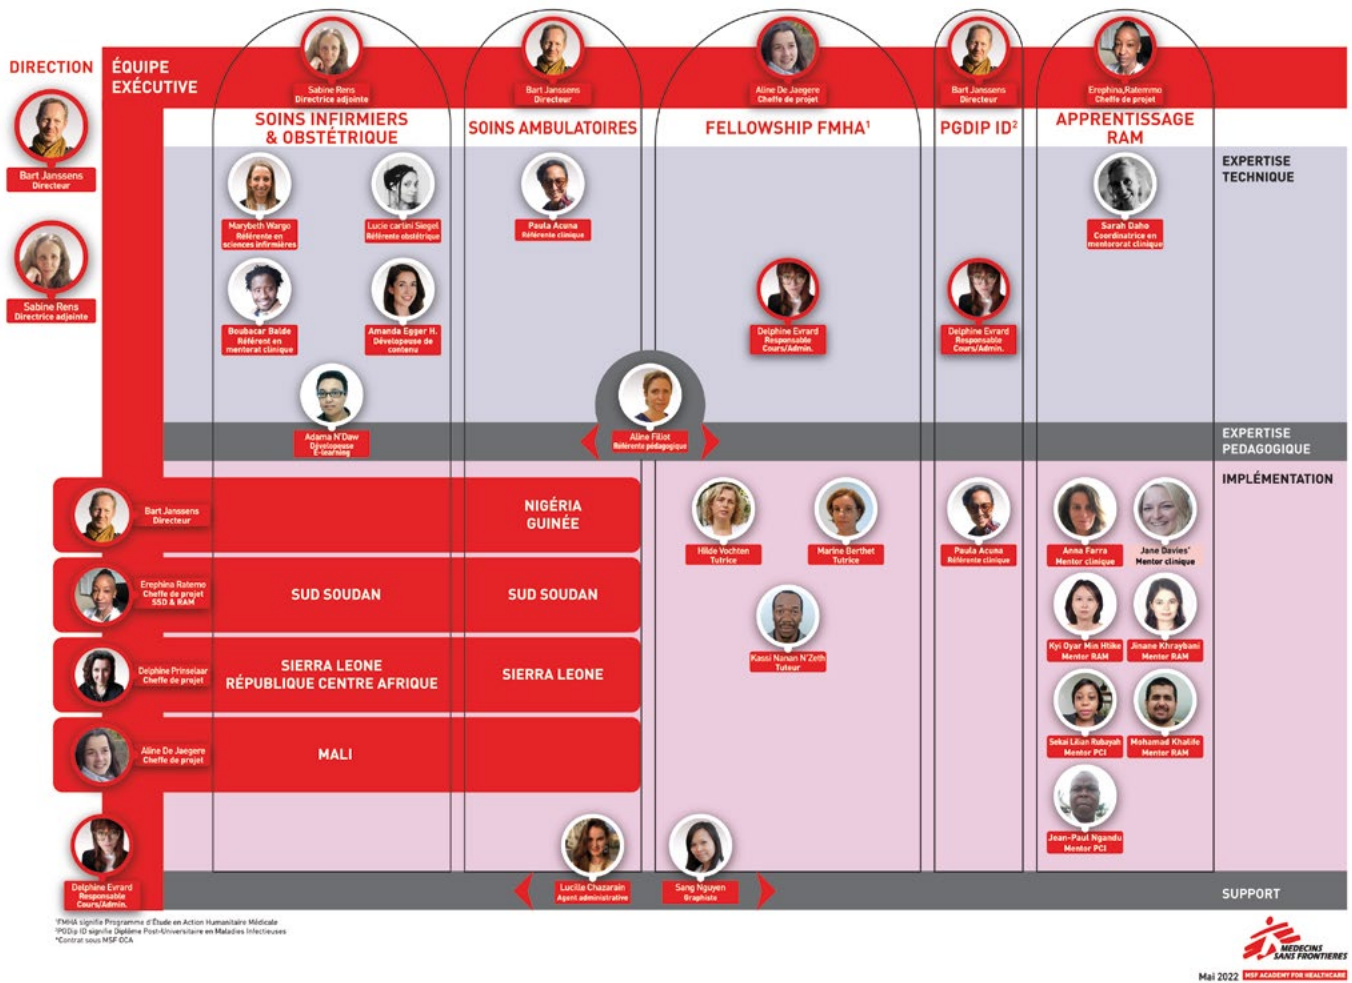 DIRECTION
Bart Janssens
Directeur
Sabine Rens
Directrice adjointe
ÉQUIPE
EXÉCUTIVE
Sabine Rens
Directrice adjointe
Bart Janssens
Directeur
Aline De Jaegere
Cheffe de projet
Bart Janssens
Directeur
Erephina,Ratemmo
Cheffe de projet
SOINS INFIRMIERS
& OBSTÉTRIQUE
SOINS AMBULATOIRES
FELLOWSHIP FMHA¹
PGDIP ID²
APPRENTISSAGE
RAM
EXPERTISE
TECHNIQUE
Marybeth Wargo
Référente en
sciences infirmières
Lucie carlini Siegel
Référente obstétrique
Paula Acuna
Référente clinique
Sarah Daho
Coordinatrice en
mentororat clinique
Boubacar Balde
Référent en
mentorat clinique
Amanda Egger H.
Dévelopeuse de
contenu
Delphine Evrard
Responsable
Cours/Admin.
Delphine Evrard
Responsable
Cours/Admin.
Adama N'Daw
Dévelopeuse
E-learning
Aline Filiot
Référente pédagogique
EXPERTISE
PEDAGOGIQUE
IMPLÉMENTATION
Bart Janssens
Directeur
NIGÉRIA
GUINÉE
Hilde Vochten
Tutrice
Marine Berthet
Tutrice
Paula Acuna
Référente clinique
Anna Farra
Mentor clinique
Jane Davies*
Mentor clinique
Erephina Ratemo
Cheffe de projet
SSD & RAM
SUD SOUDAN
SUD SOUDAN
Kassi Nanan N'Zeth
Tuteur
Kyi Oyar Min Htike
Mentor RAM
Jinane Khraybani
Mentor RAM
Delphine Prinselaar
Cheffe de projet
SIERRA LEONE
RÉPUBLIQUE CENTRE AFRIQUE
SIERRA LEONE
Sekai Lilian Rubayah
Mentor PCI
Mohamad Khalife
Mentor RAM
Aline De Jaegere
Cheffe de projet
MALI
Jean-Paul Ngandu
Mentor PCI
Delphine Evrard
Responsable
Cours/Admin.
Lucille Chazarain
Agent administrative
Sang Nguyen
Graphiste
SUPPORT
¹FMHA signifie Programme d'Étude en Action Humanitaire Médicale
²PGDip ID signifie Diplôme Post-Universitaire en Maladies Infectieuses
*Contrat sous MSF OCA
MEDECINS
SANS FRONTIERES
Mai 2022
MSF ACADEMY FOR HEALTHCARE